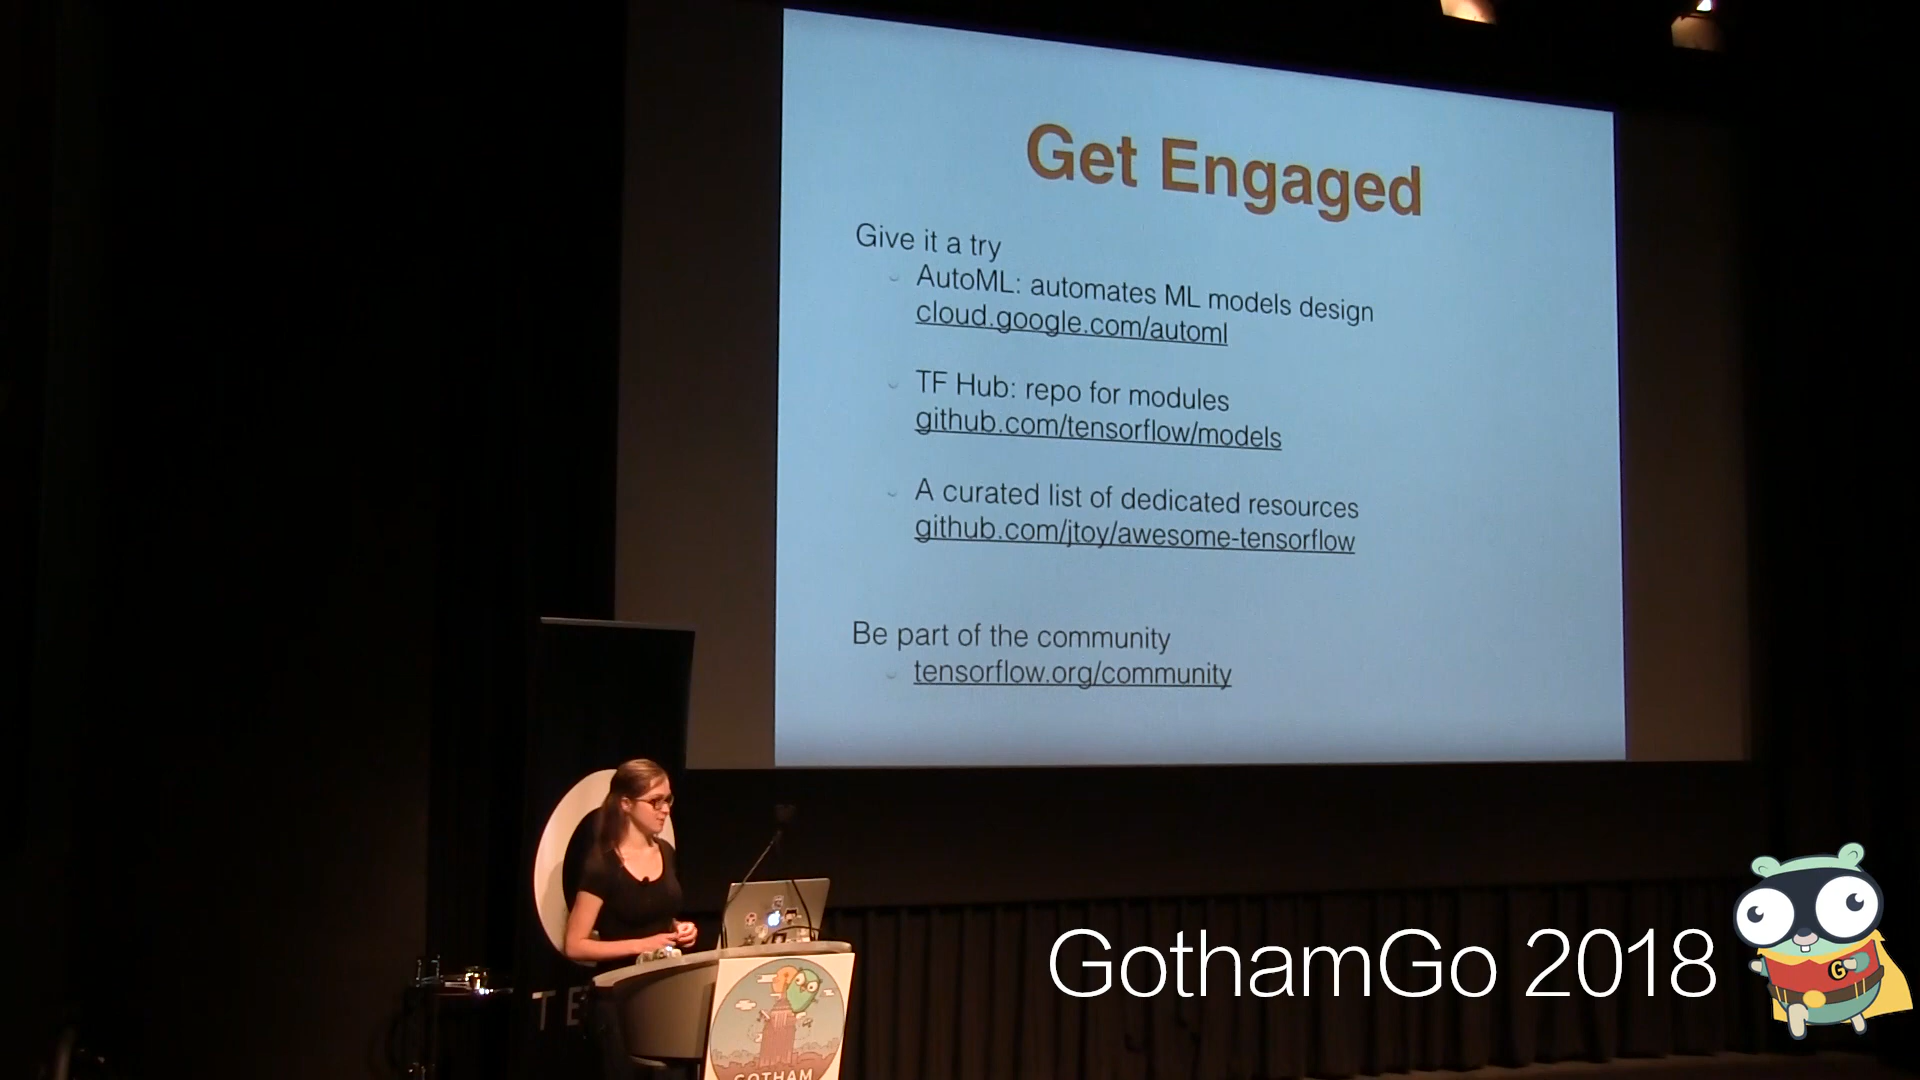 Get Engaged
Give it a try
AutoML: automates ML models design
cloud.google.com/automl
TF Hub: repo for modules
github.com/tensorflow/models
A curated list of dedicated resources
github.com/jtoy/awesome-tensorflow
Be part of the community
tensorflow.org/community
TE
GOTHAM
GothamGo 2018
G